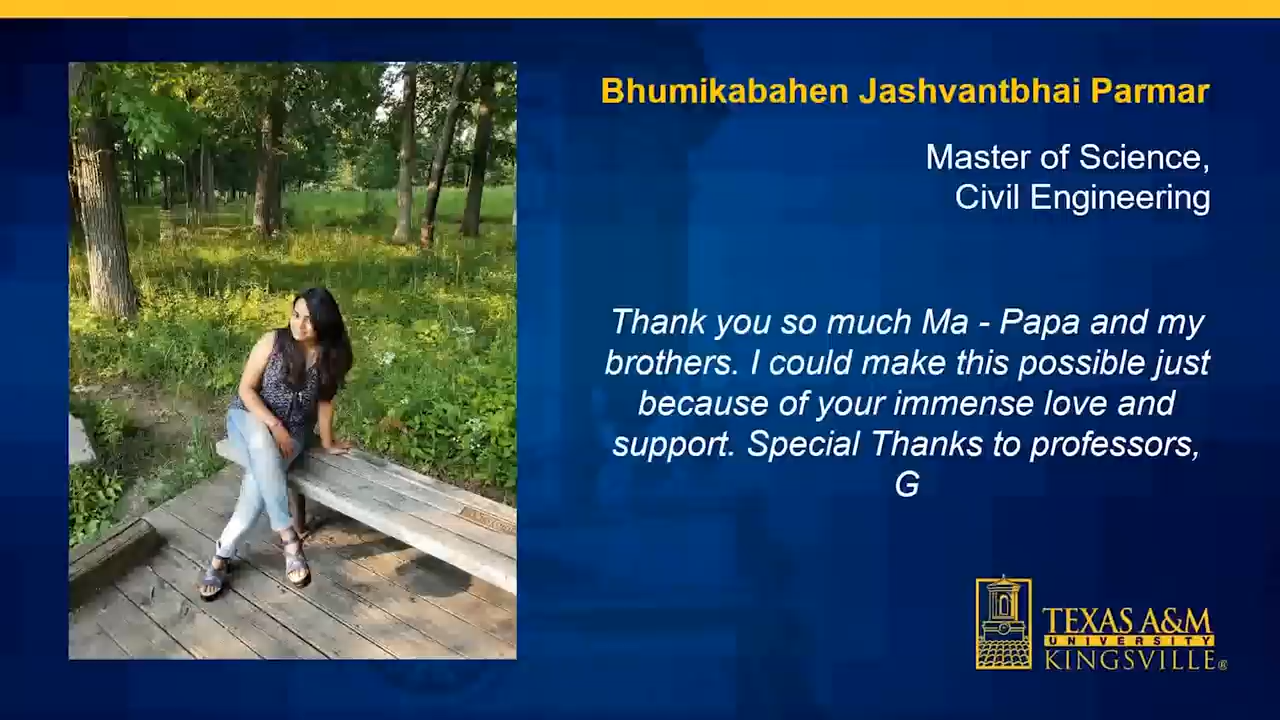 Bhumikabahen Jashvantbhai Parmar
Master of Science,
Civil Engineering
Thank you so much Ma - Papa and my
brothers. I could make this possible just
because of your immense love and
support. Special Thanks to professors,
G
TEXAS A&M
UNIVERSITY
KINGSVILLE®